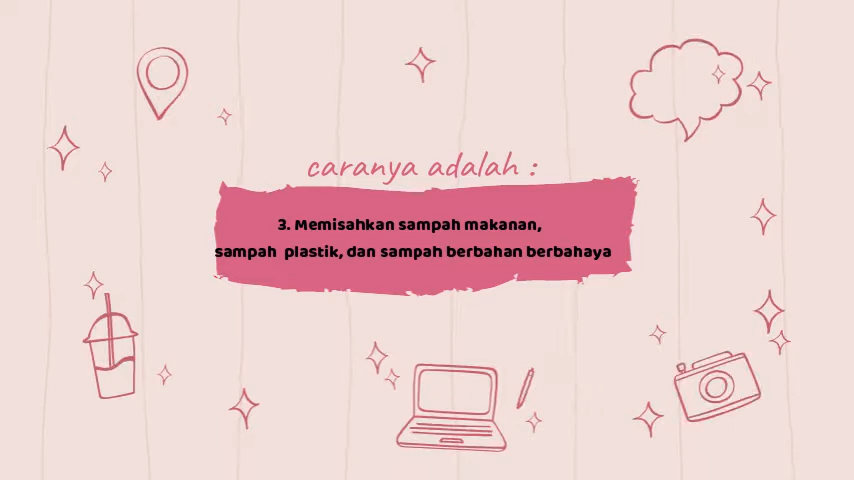 caranya adalah :
3. Memisahkan sampah makanan,
sampah plastik, dan sampah berbahan berbahaya